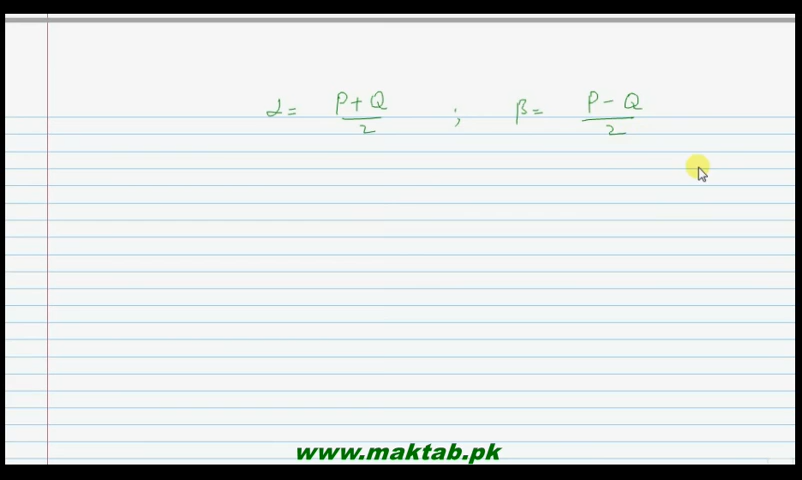 α = P+Q/2 ; β = P-Q/2
www.maktab.pk